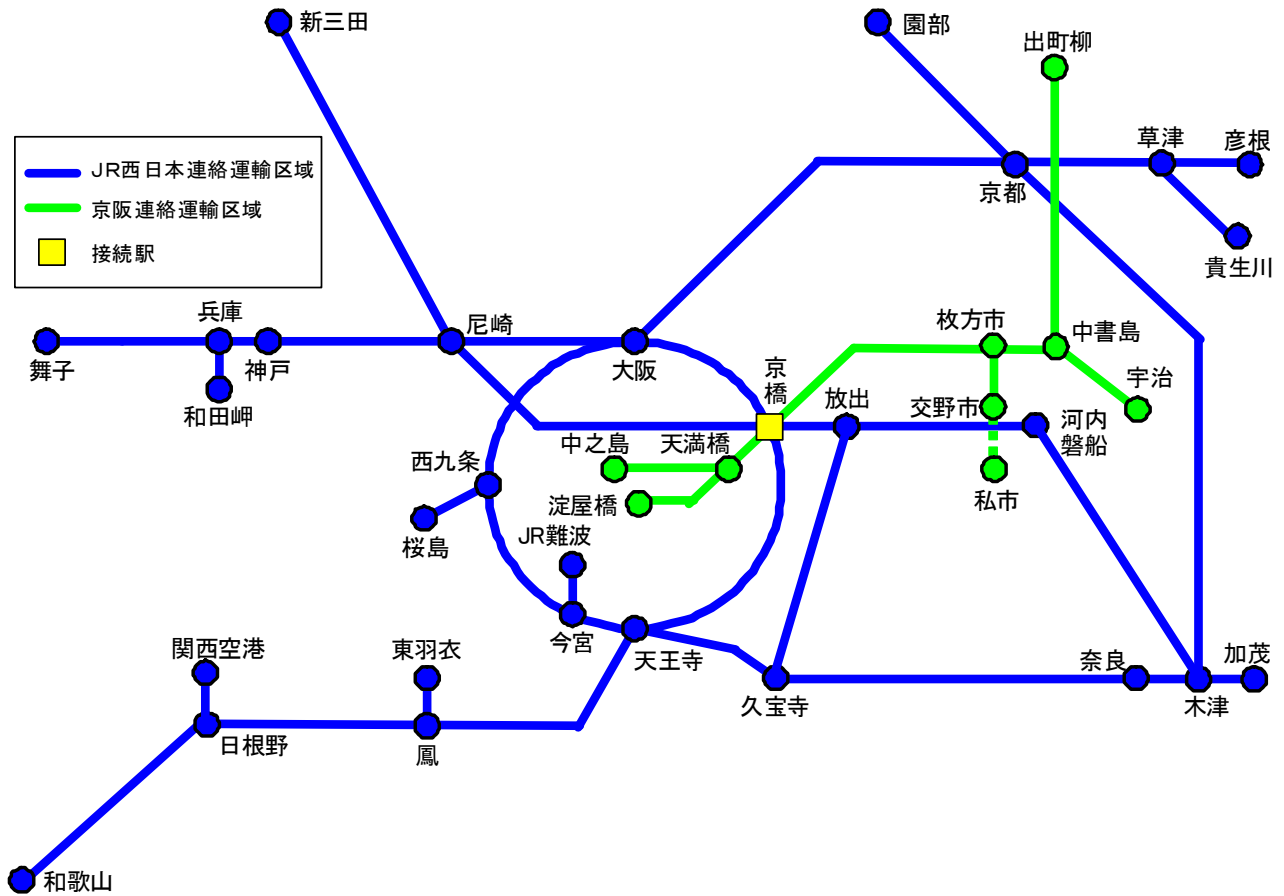 新三田
園部
出町柳
草津
彦根
JR西日本連絡運輸区域
京阪連絡運輸区域
接続駅
京都
貴生川
兵庫
尼崎
枚方市
中書島
舞子
神戸
大阪
京橋
宇治
和田岬
放出
交野市
河内
磐船
中之島
天満橋
西九条
淀屋橋
私市
桜島
JR難波
今宮
関西空港
東羽衣
天王寺
奈良
加茂
久宝寺
木津
日根野
鳳
和歌山